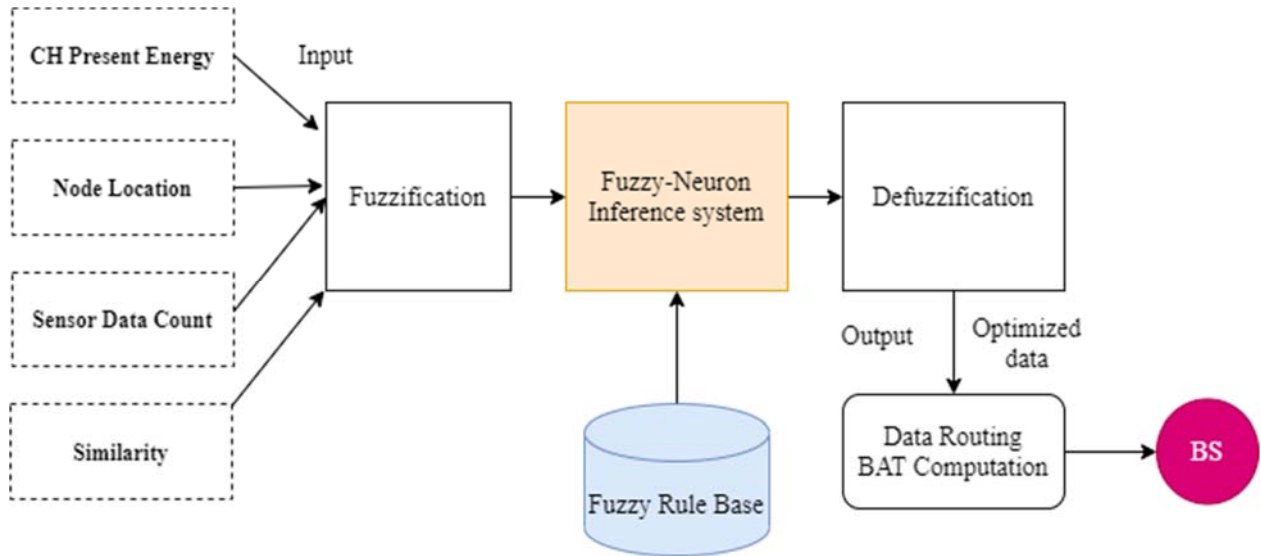 CH Present Energy
Input
Node Location
Sensor Data Count
Similarity
Fuzzification
Fuzzy-Neuron
Inference system
Fuzzy Rule Base
Defuzzification
Output
Optimized
data
Data Routing
BAT Computation
BS